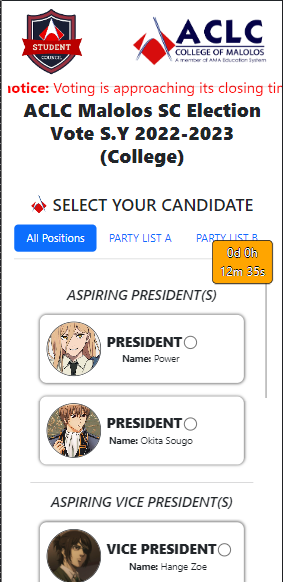 STUDENT
COUNCIL
ACLC
COLLEGE OF MALOLOS
A member of AMA Education System
notice: Voting is approaching its closing tim
ACLC Malolos SC Election
Vote S.Y 2022-2023
(College)
SELECT YOUR CANDIDATE
All Positions PARTY LIST A PARTY LIST B
0d 0h
12m 35s
ASPIRING PRESIDENT(S)
PRESIDENT
Name: Power
PRESIDENT
Name: Okita Sougo
ASPIRING VICE PRESIDENT(S)
VICE PRESIDENT
Name: Hange Zoe